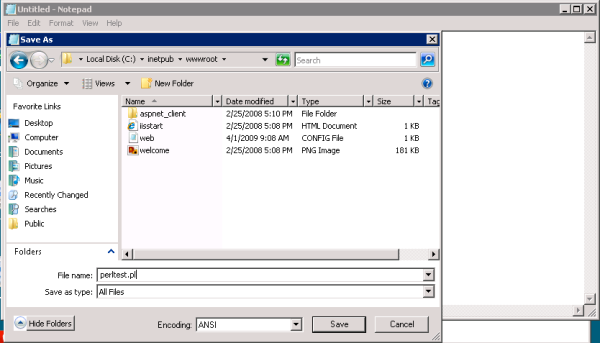 Untitled - Notepad
File Edit Format View Help
Save As
Local Disk (C:) inetpub wwwroot Search
Organize Views New Folder
Favorite Links
Desktop
Computer
Documents
Pictures
Music
Recently Changed
Searches
Public
Folders
Name Date modified Type Size Tag
aspnet_client 2/25/2008 5:10 PM File Folder
iisstart 2/25/2008 5:08 PM HTML Document 1 KB
web 4/1/2009 9:08 AM CONFIG File 1 KB
welcome 2/25/2008 5:08 PM PNG Image 181 KB
File name: perltest.pl
Save as type: All Files
Hide Folders Encoding: ANSI Save Cancel